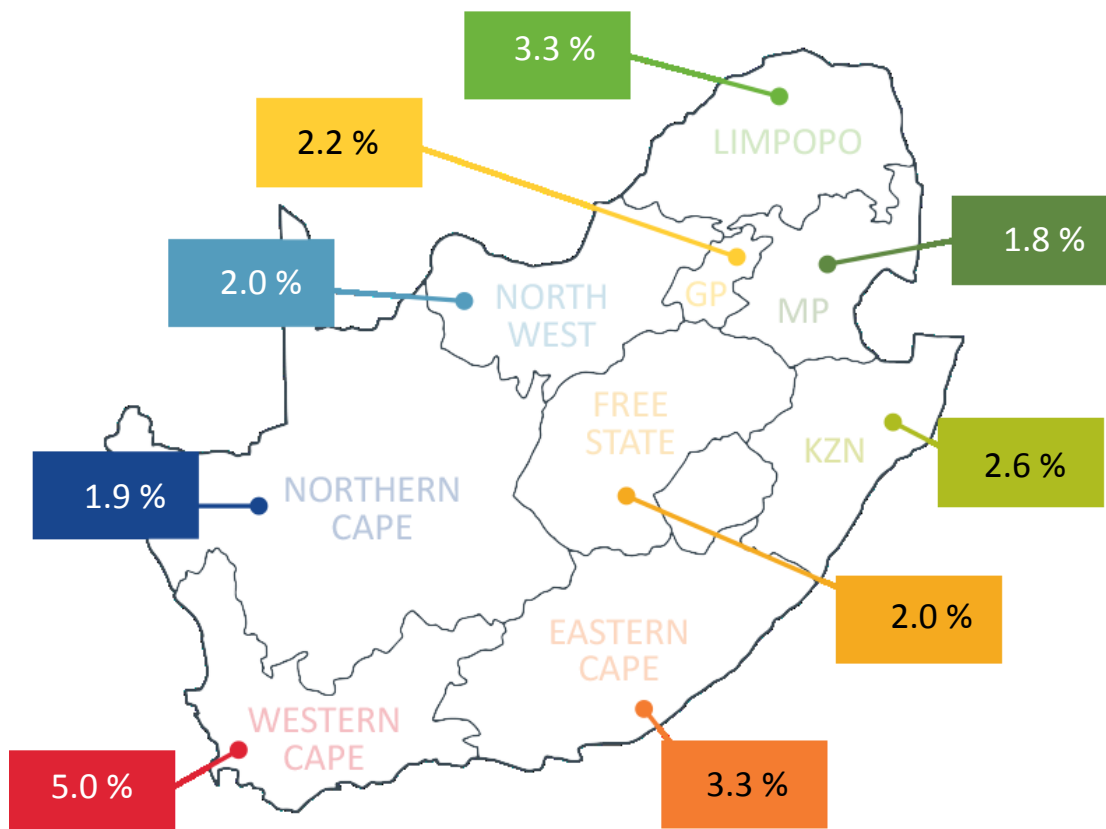 3.3 %
LIMPOPO
2.2 %
1.8 %
2.0 %
NORTH
WEST
GP
MP
FREE
STATE
KZN
2.6 %
1.9 %
NORTHERN
CAPE
2.0 %
EASTERN
CAPE
WESTERN
CAPE
5.0 %
3.3 %